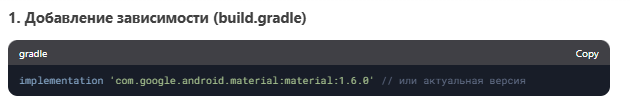 1. Добавление зависимости (build.gradle)
gradle Copy
implementation 'com.google.android.material:material:1.6.0' // или актуальная версия